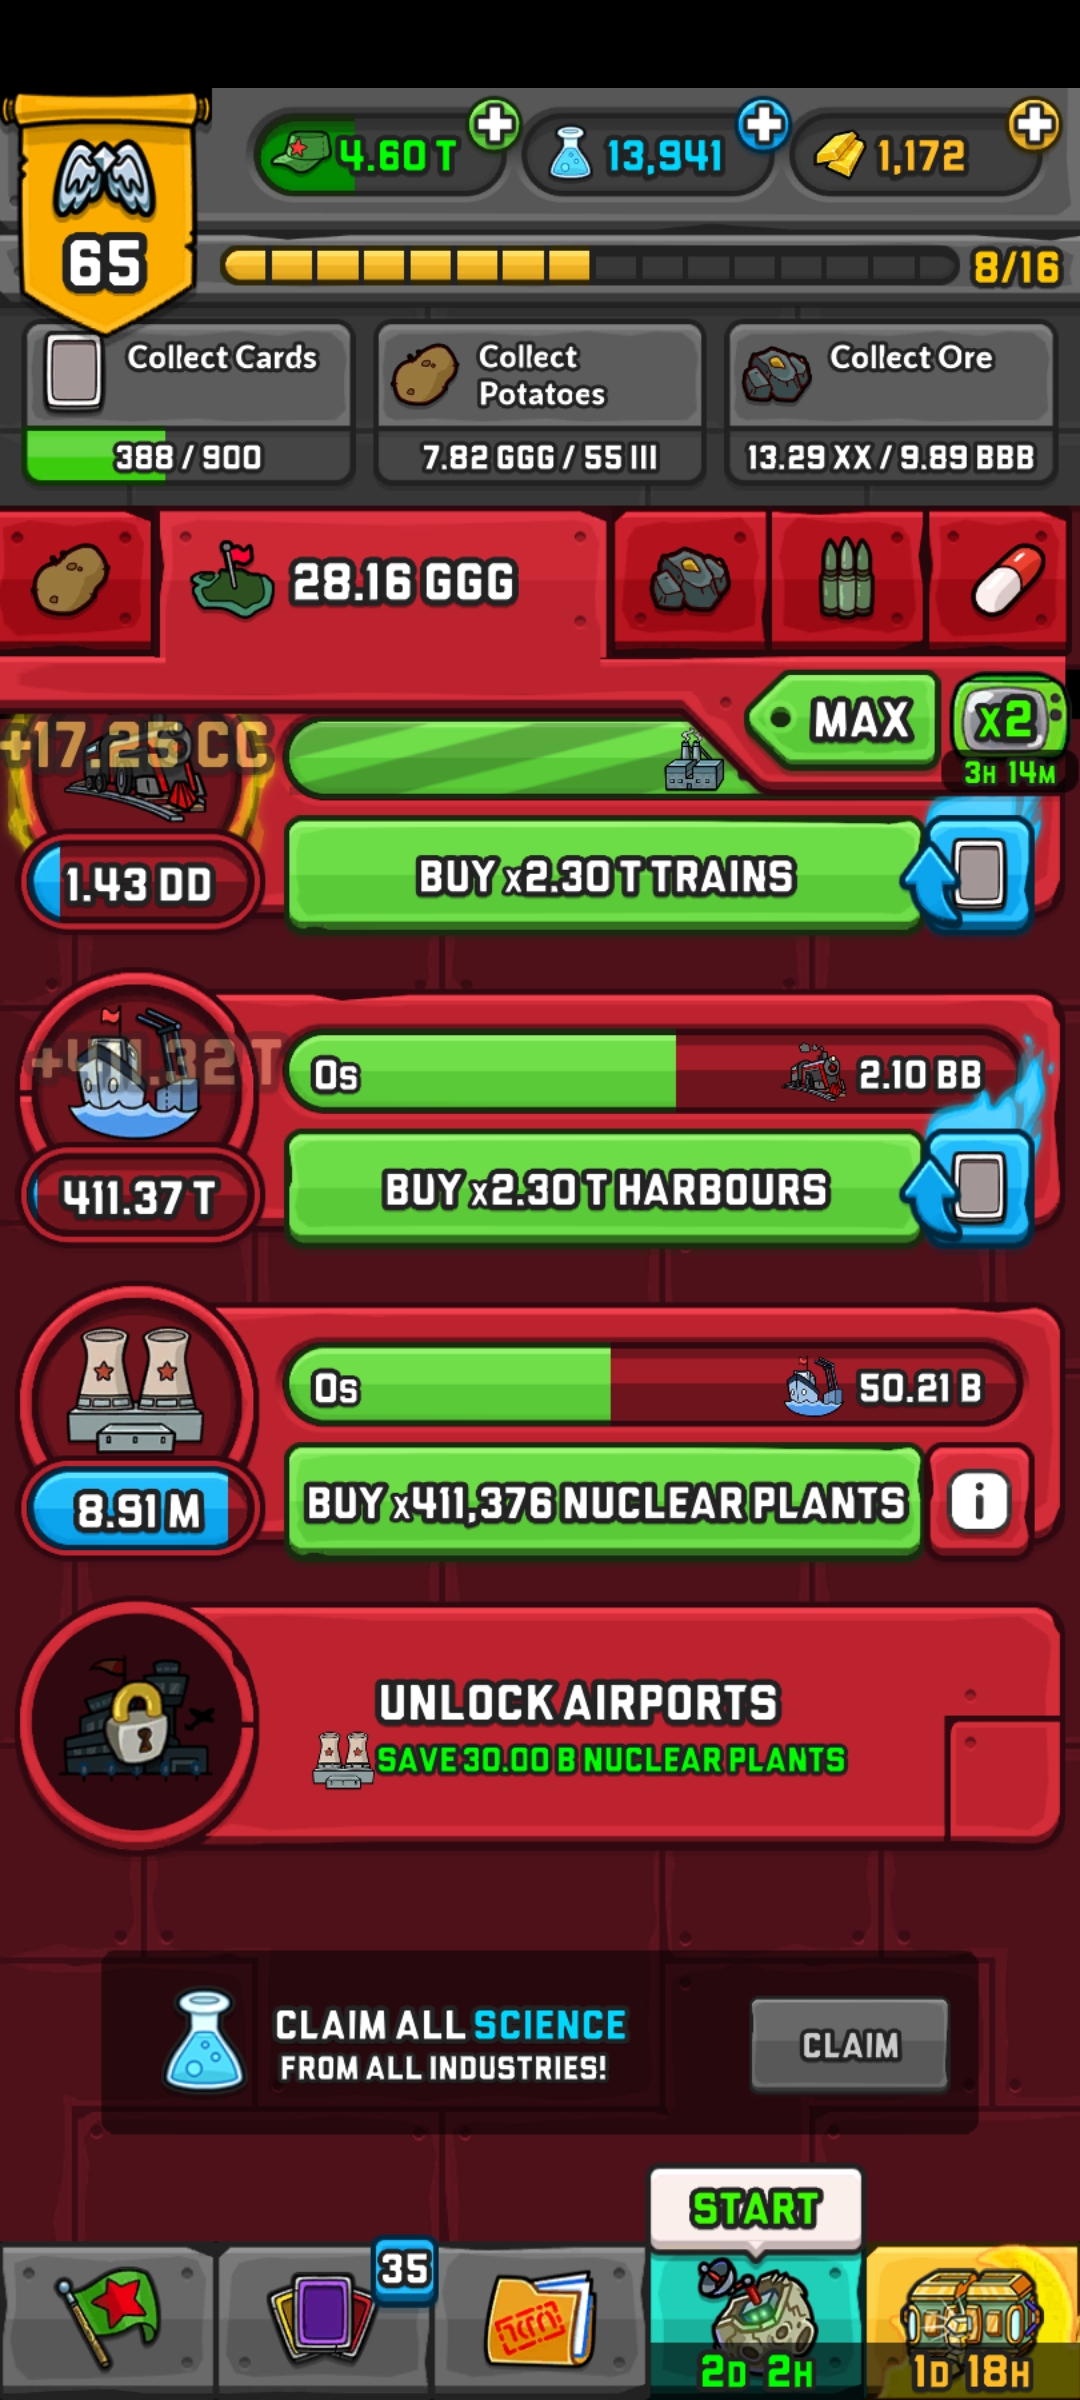 65
4.60 T
13,941
1,172
8/16
Collect Cards
388 / 900
Collect
Potatoes
7.82 GGG / 55 III
Collect Ore
13.29 XX / 9.89 BBB
28.16 GGG
MAX
x2
3H 14M
+17.25 CC
1.43 DD
BUY x2.30 T TRAINS
+411.32 T
0s
2.10 BB
411.37 T
BUY x2.30 T HARBOURS
0s
50.21 B
8.91 M
BUY x411,376 NUCLEAR PLANTS
i
UNLOCK AIRPORTS
SAVE 30.00 B NUCLEAR PLANTS
CLAIM ALL SCIENCE
FROM ALL INDUSTRIES!
CLAIM
START
35
2D 2H
1D 18H